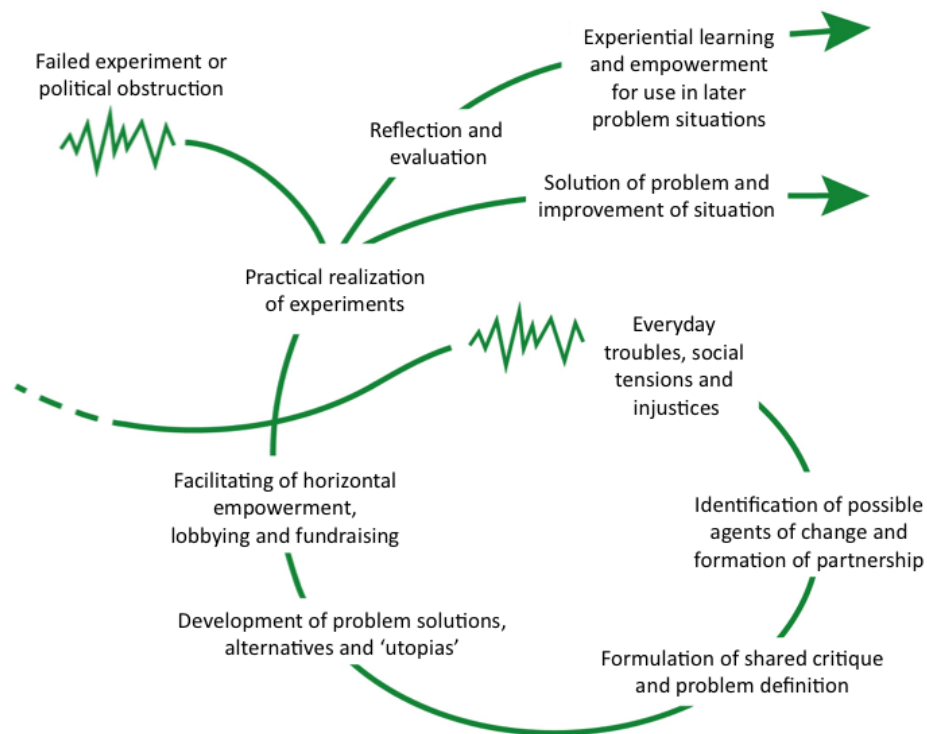 Failed experiment or
political obstruction
Experiential learning
and empowerment
for use in later
problem situations
Reflection and
evaluation
Solution of problem and
improvement of situation
Practical realization
of experiments
Everyday
troubles, social
tensions and
injustices
Facilitating of horizontal
empowerment,
lobbying and fundraising
Identification of possible
agents of change and
formation of partnership
Development of problem solutions,
alternatives and ‘utopias’
Formulation of shared critique
and problem definition